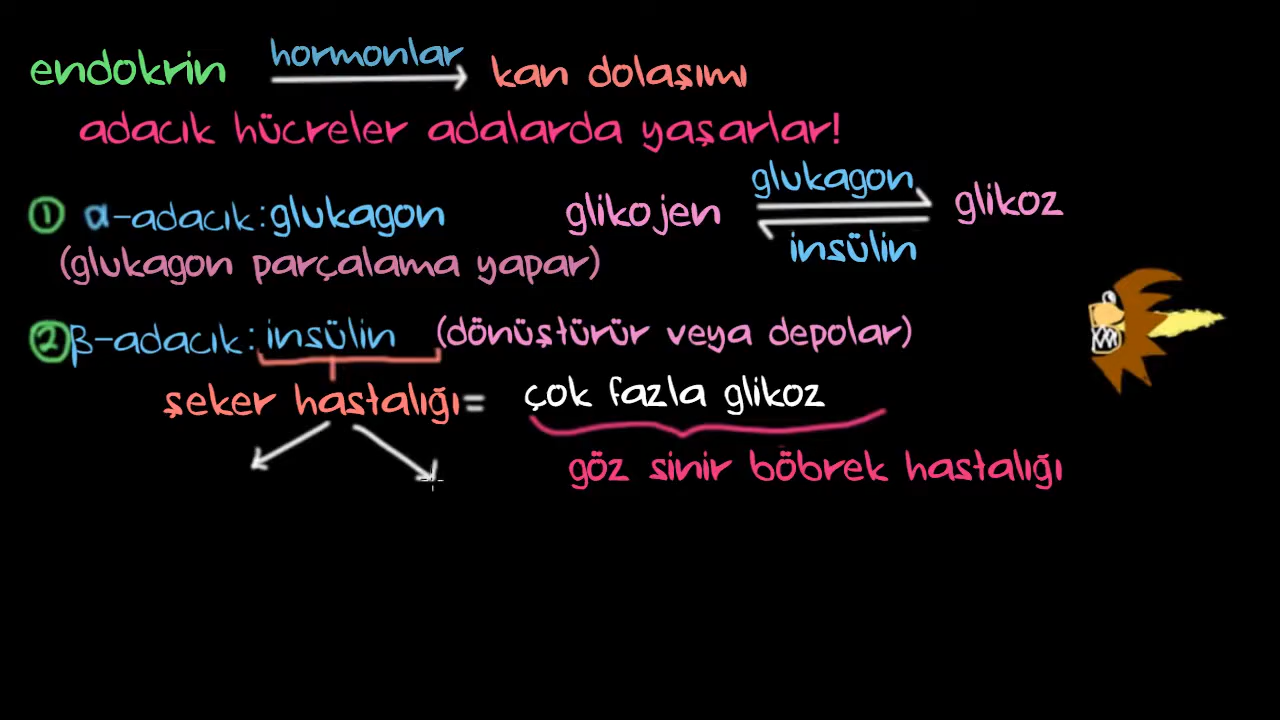 endokrin hormonlar kan dolaşımı
adacık hücreler adalarda yaşarlar!
① α-adacık: glukagon
(glukagon parçalama yapar)
glikojen glukagon glikoz
insülin
② β-adacık: insülin (dönüştürür veya depolar)
şeker hastalığı = çok fazla glikoz
göz sinir böbrek hastalığı